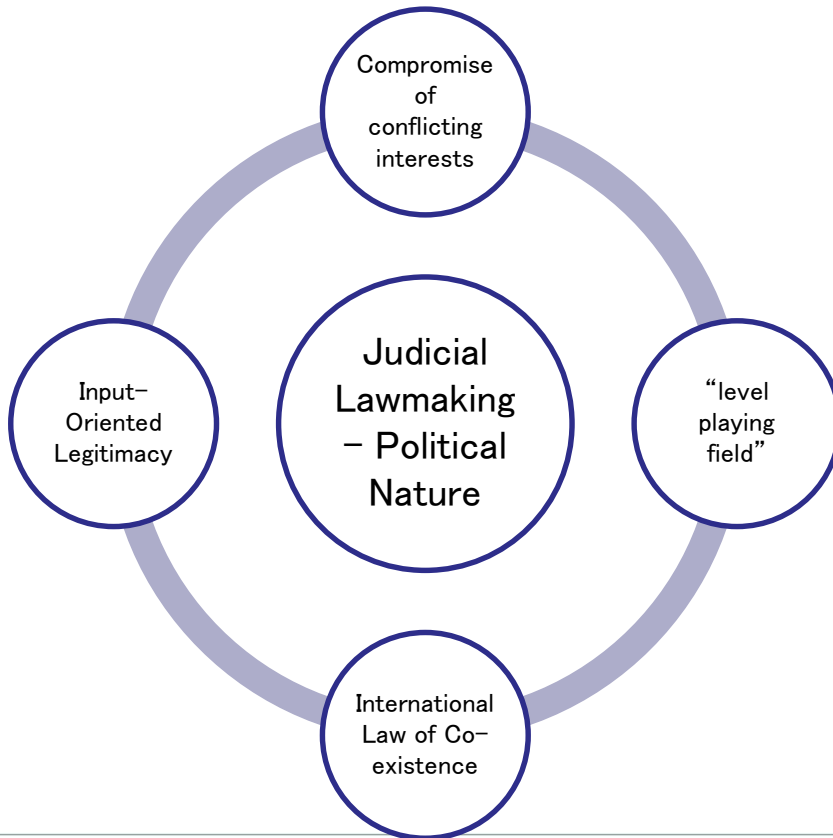 Compromise
of
conflicting
interests
Input-
Oriented
Legitimacy
Judicial
Lawmaking
– Political
Nature
“level
playing
field”
International
Law of Co-
existence